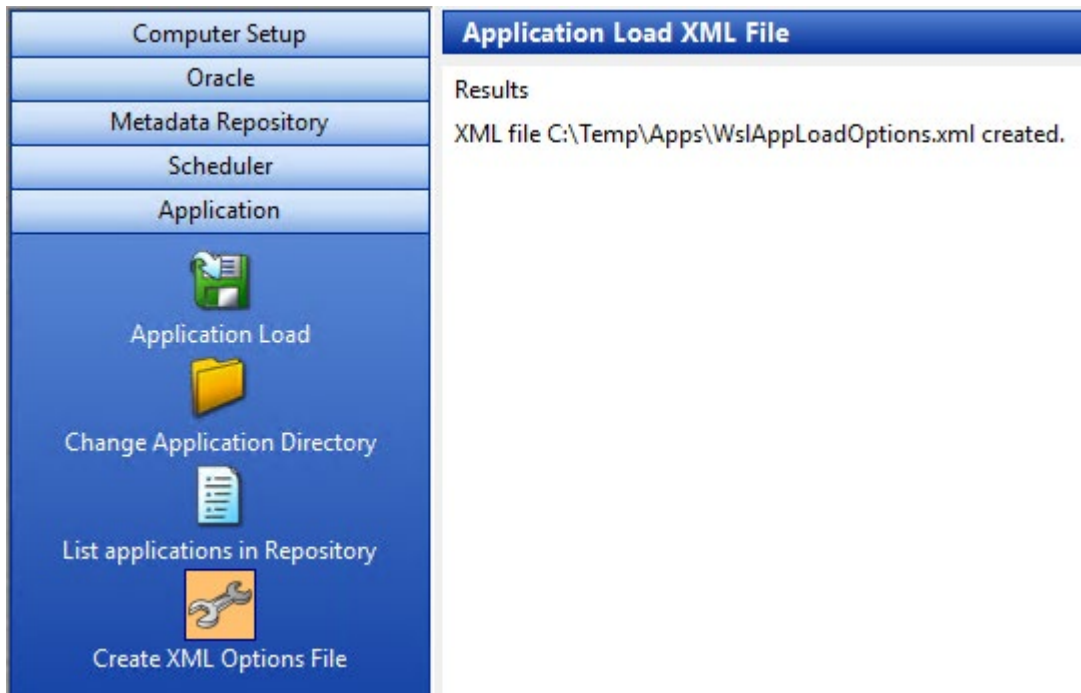 Computer Setup
Oracle
Metadata Repository
Scheduler
Application
Application Load
Change Application Directory
List applications in Repository
Create XML Options File
Application Load XML File
Results
XML file C:\Temp\Apps\WslAppLoadOptions.xml created.